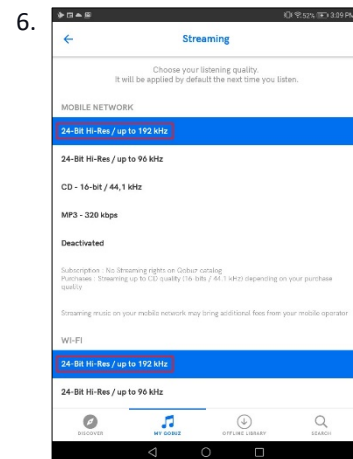 6.
52% 3:09 PM
Streaming
Choose your listening quality.
It will be applied by default the next time you listen.
MOBILE NETWORK
24-Bit Hi-Res / up to 192 kHz
24-Bit Hi-Res / up to 96 kHz
CD - 16-bit / 44,1 kHz
MP3 - 320 kbps
Deactivated
Subscription : No Streaming rights on Qobuz catalog
Purchases : Streaming up to CD quality (16-bits / 44.1 kHz) depending on your purchase
quality
Streaming music on your mobile network may bring additional fees from your mobile operator
WI-FI
24-Bit Hi-Res / up to 192 kHz
24-Bit Hi-Res / up to 96 kHz
DISCOVER MY QOBUZ OFFLINE LIBRARY SEARCH